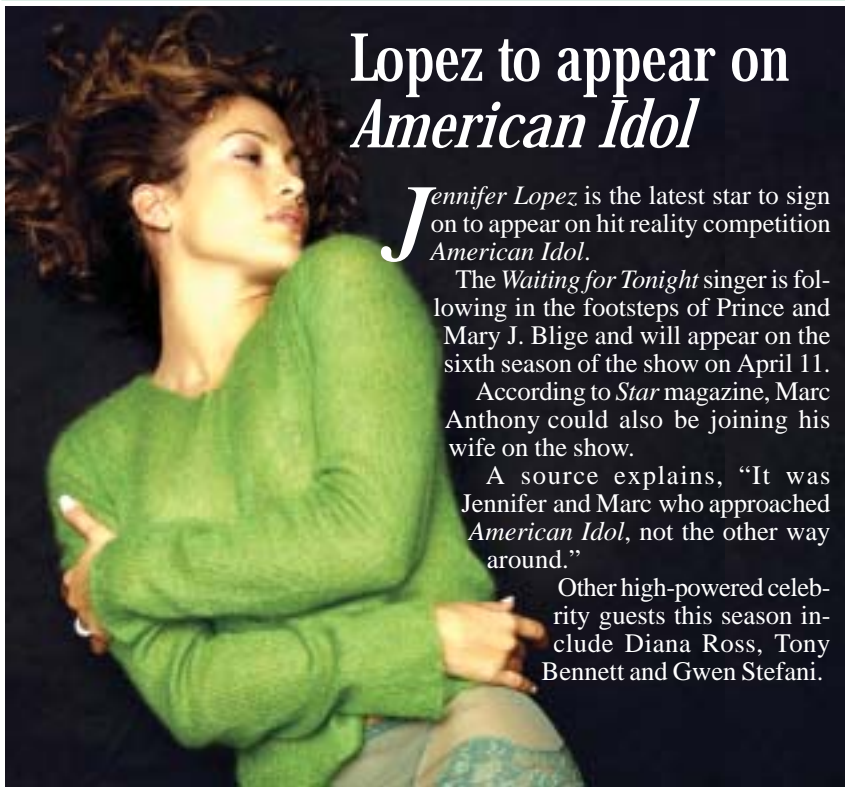 Lopez to appear on
American Idol
Jennifer Lopez is the latest star to sign
on to appear on hit reality competition
American Idol.
The Waiting for Tonight singer is fol-
lowing in the footsteps of Prince and
Mary J. Blige and will appear on the
sixth season of the show on April 11.
According to Star magazine, Marc
Anthony could also be joining his
wife on the show.
A source explains, “It was
Jennifer and Marc who approached
American Idol, not the other way
around.”
Other high-powered celeb-
rity guests this season in-
clude Diana Ross, Tony
Bennett and Gwen Stefani.